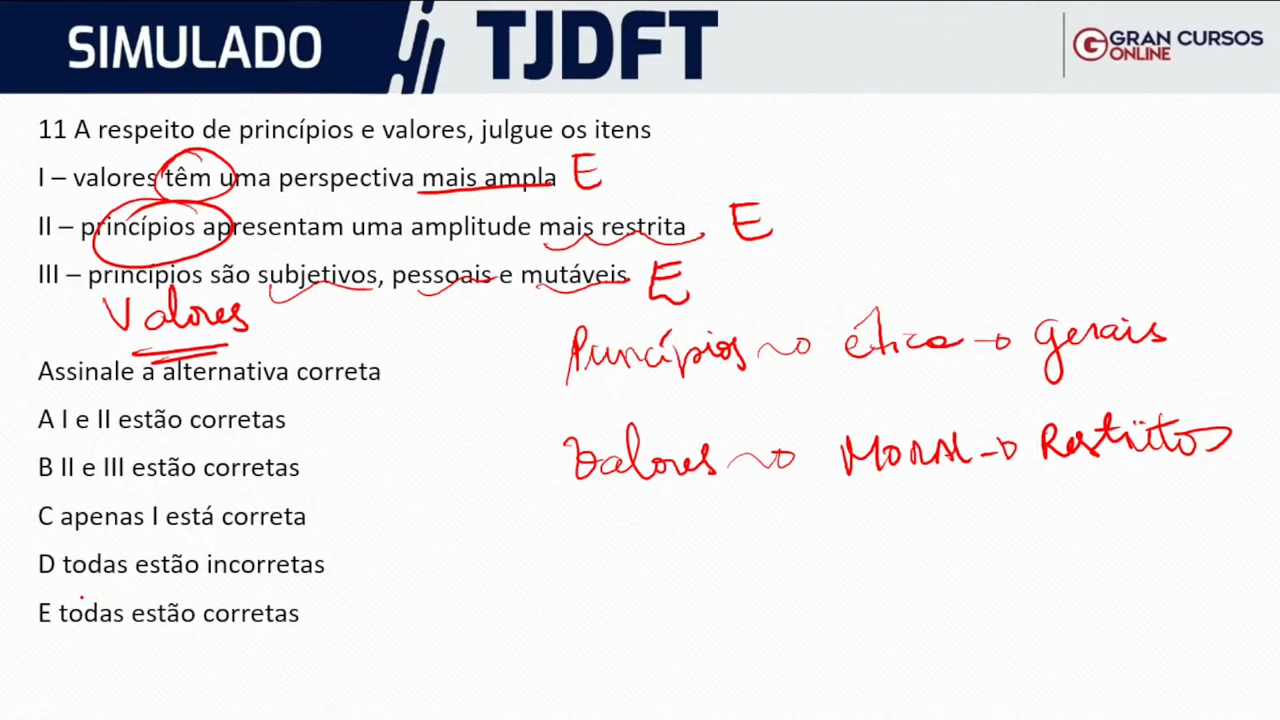 SIMULADO TJDFT GRAN CURSOS ONLINE
11 A respeito de princípios e valores, julgue os itens
I – valores têm uma perspectiva mais ampla E
II – princípios apresentam uma amplitude mais restrita E
III – princípios são subjetivos, pessoais e mutáveis E
Valores
Princípios → ética → gerais
Assinale a alternativa correta
A I e II estão corretas
Valores → Moral → Restritos
B II e III estão corretas
C apenas I está correta
D todas estão incorretas
E todas estão corretas